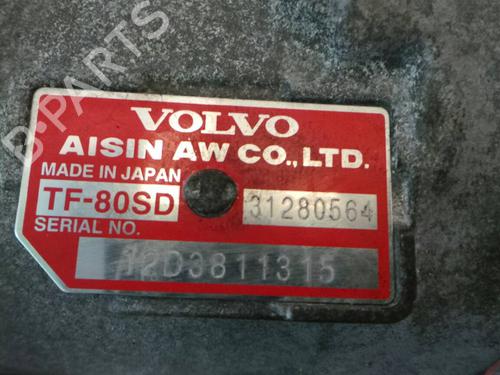 B-PARTS
VOLVO
AISIN AW CO., LTD.
MADE IN JAPAN
TF-80SD 31280564
SERIAL NO.
12D3811315